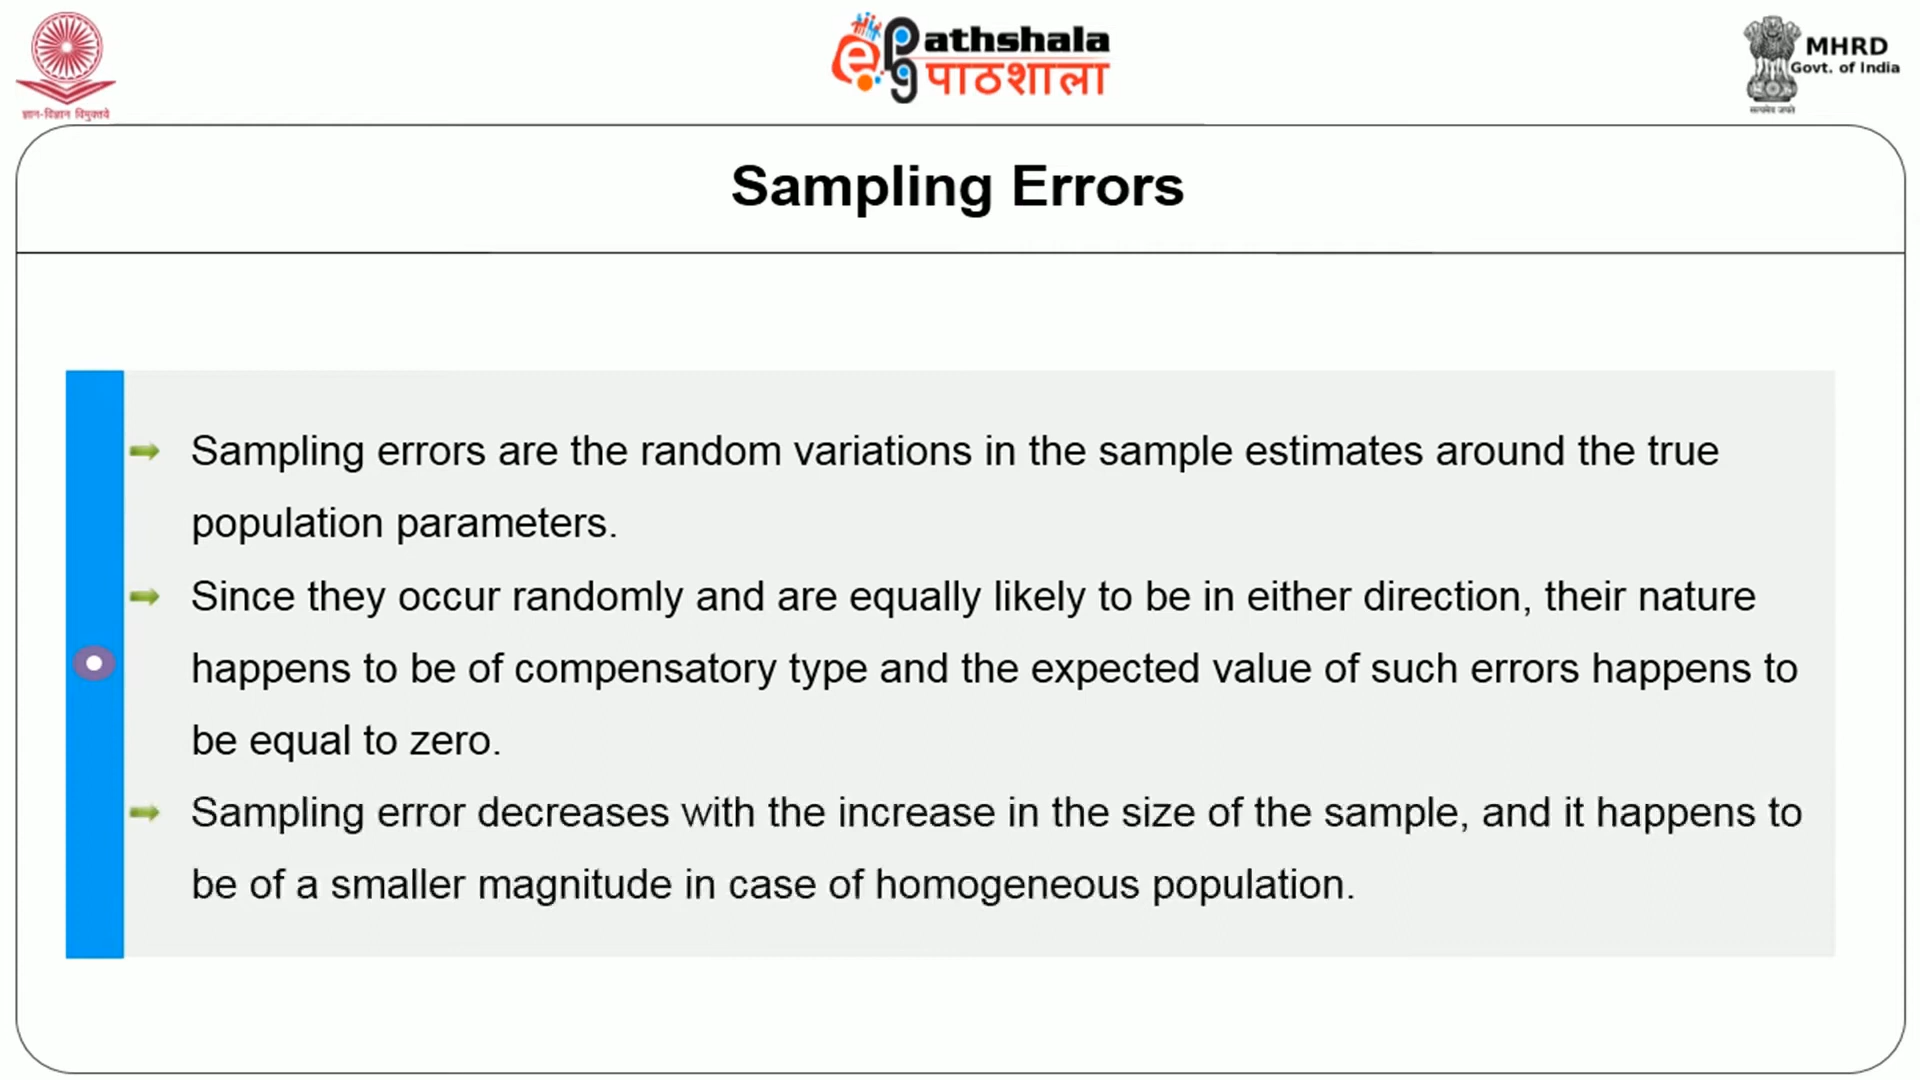 ज्ञान-विज्ञान विमुक्तये
e Pg Pathshala
पाठशाला
MHRD
Govt. of India
सत्यमेव जयते
Sampling Errors
Sampling errors are the random variations in the sample estimates around the true
population parameters.
Since they occur randomly and are equally likely to be in either direction, their nature
happens to be of compensatory type and the expected value of such errors happens to
be equal to zero.
Sampling error decreases with the increase in the size of the sample, and it happens to
be of a smaller magnitude in case of homogeneous population.